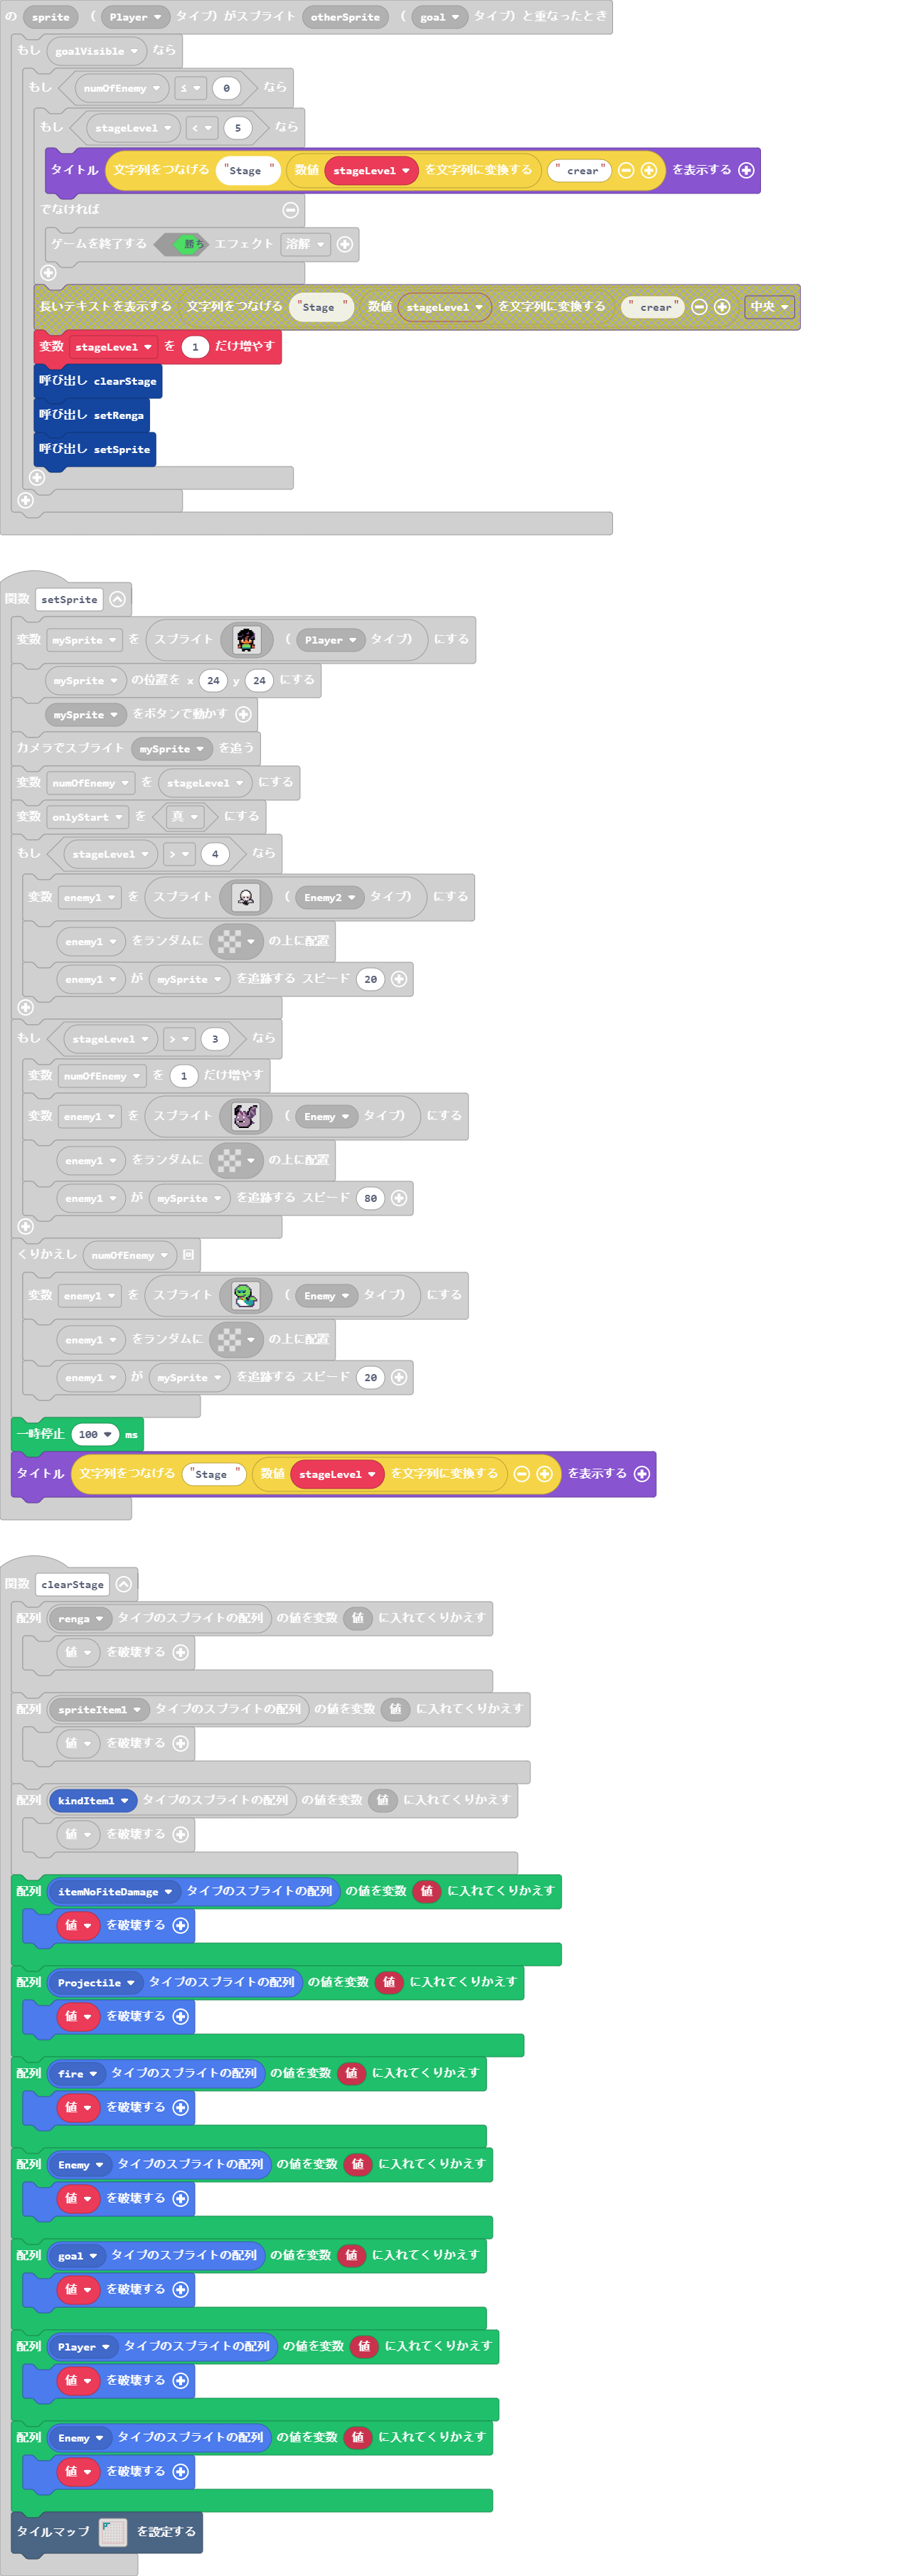 の sprite ( Player タイプ) がスプライト otherSprite ( goal タイプ) と重なったとき
もし goalVisible なら
もし numOfEnemy ≤ 0 なら
もし stageLevel < 5 なら
タイトル 文字列をつなげる "Stage " 数値 stageLevel を文字列に変換する " crear" を表示する
でなければ
ゲームを終了する 勝ち エフェクト 溶解
長いテキストを表示する 文字列をつなげる "Stage " 数値 stageLevel を文字列に変換する " crear" 中央
変数 stageLevel を 1 だけ増やす
呼び出し clearStage
呼び出し setRenga
呼び出し setSprite
関数 setSprite
変数 mySprite を スプライト ( Player タイプ) にする
mySprite の位置を x 24 y 24 にする
mySprite をボタンで動かす
カメラでスプライト mySprite を追う
変数 numOfEnemy を stageLevel にする
変数 onlyStart を 真 にする
もし stageLevel > 4 なら
変数 enemy1 を スプライト ( Enemy2 タイプ) にする
enemy1 をランダムに の上に配置
enemy1 が mySprite を追跡する スピード 20
もし stageLevel > 3 なら
変数 numOfEnemy を 1 だけ増やす
変数 enemy1 を スプライト ( Enemy タイプ) にする
enemy1 をランダムに の上に配置
enemy1 が mySprite を追跡する スピード 80
くりかえし numOfEnemy 回
変数 enemy1 を スプライト ( Enemy タイプ) にする
enemy1 をランダムに の上に配置
enemy1 が mySprite を追跡する スピード 20
一時停止 100 ms
タイトル 文字列をつなげる "Stage " 数値 stageLevel を文字列に変換する を表示する
関数 clearStage
配列 renga タイプのスプライトの配列 の値を変数 値 に入れてくりかえす
値 を破壊する
配列 spriteItem1 タイプのスプライトの配列 の値を変数 値 に入れてくりかえす
値 を破壊する
配列 kindItem1 タイプのスプライトの配列 の値を変数 値 に入れてくりかえす
値 を破壊する
配列 itemNoFiteDamage タイプのスプライトの配列 の値を変数 値 に入れてくりかえす
値 を破壊する
配列 Projectile タイプのスプライトの配列 の値を変数 値 に入れてくりかえす
値 を破壊する
配列 fire タイプのスプライトの配列 の値を変数 値 に入れてくりかえす
値 を破壊する
配列 Enemy タイプのスプライトの配列 の値を変数 値 に入れてくりかえす
値 を破壊する
配列 goal タイプのスプライトの配列 の値を変数 値 に入れてくりかえす
値 を破壊する
配列 Player タイプのスプライトの配列 の値を変数 値 に入れてくりかえす
値 を破壊する
配列 Enemy タイプのスプライトの配列 の値を変数 値 に入れてくりかえす
値 を破壊する
タイルマップ を設定する